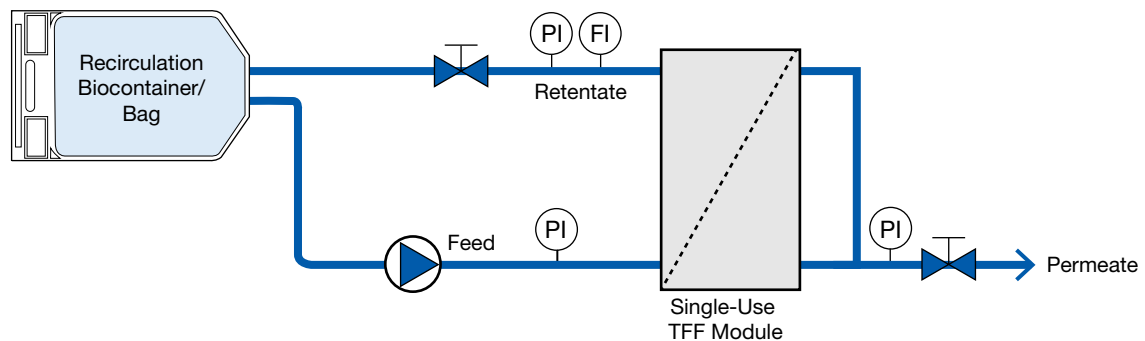 Recirculation
Biocontainer/
Bag
PI
FI
Retentate
Feed
PI
PI
Permeate
Single-Use
TFF Module